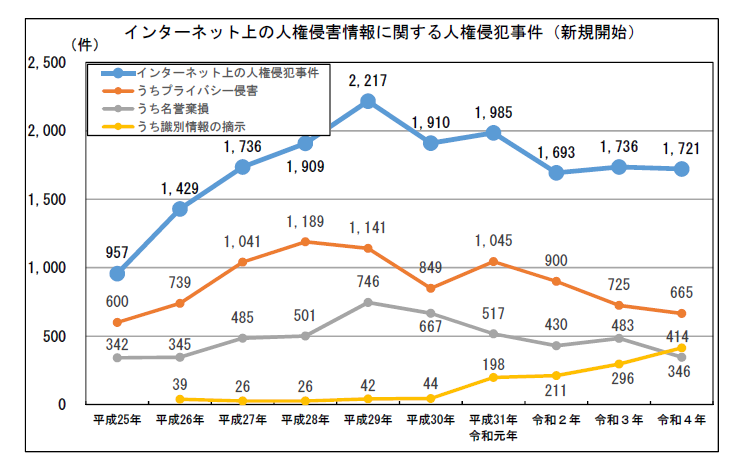 インターネット上の人権侵害情報に関する人権侵犯事件（新規開始）
（件）
2,500
2,000
1,500
1,000
500
0
インターネット上の人権侵犯事件
うちプライバシー侵害
うち名誉棄損
うち識別情報の摘示
957
1,429
1,736
1,909
2,217
1,910
1,985
1,693
1,736
1,721
600
739
1,041
1,189
1,141
849
1,045
900
725
665
342
345
485
501
746
667
517
430
483
346
39
26
26
42
44
198
211
296
414
平成25年
平成26年
平成27年
平成28年
平成29年
平成30年
平成31年
令和元年
令和２年
令和３年
令和４年